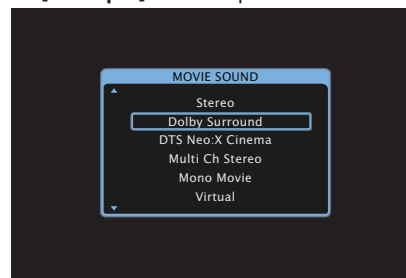 MOVIE SOUND
Stereo
Dolby Surround
DTS Neo:X Cinema
Multi Ch Stereo
Mono Movie
Virtual